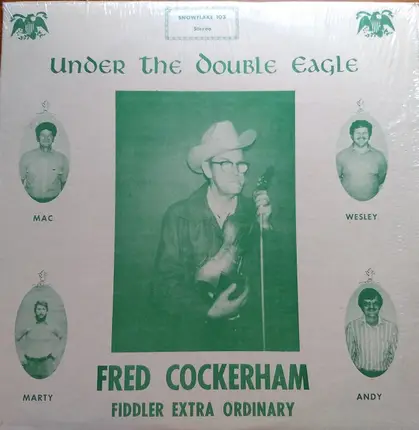 SNOWFLAKE 103
Stereo
Under the Double Eagle
MAC
WESLEY
MARTY
ANDY
FRED COCKERHAM
FIDDLER EXTRA ORDINARY